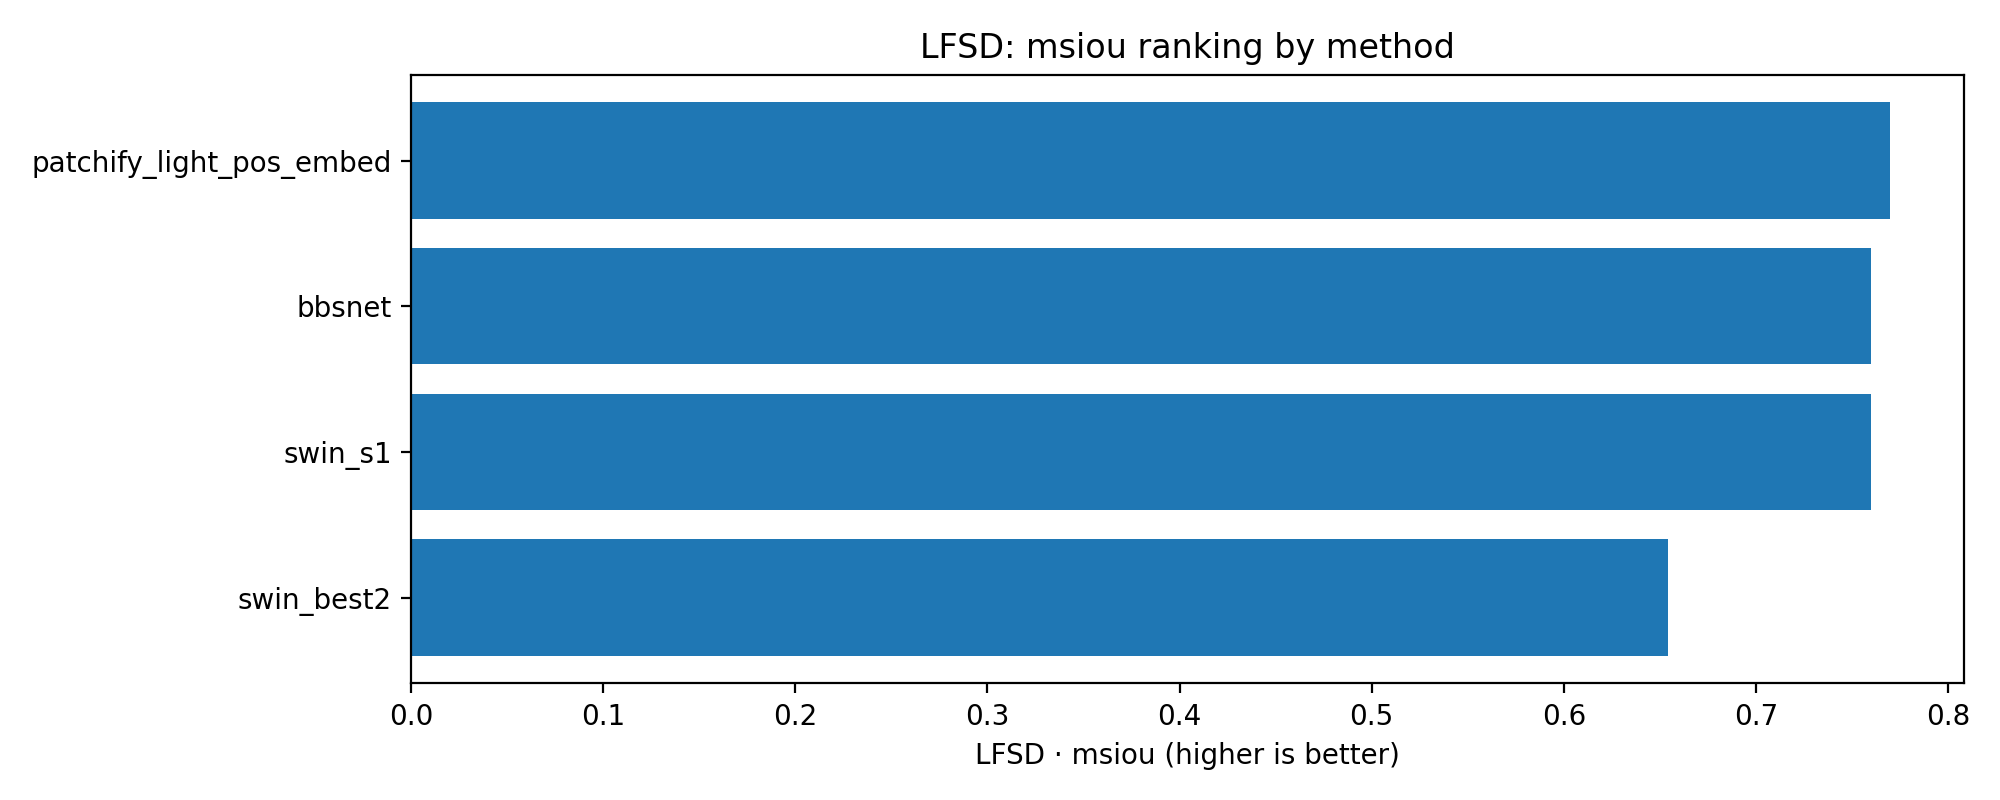 LFSD: msiou ranking by method
patchify_light_pos_embed
bbsnet
swin_s1
swin_best2
0.0 0.1 0.2 0.3 0.4 0.5 0.6 0.7 0.8
LFSD · msiou (higher is better)